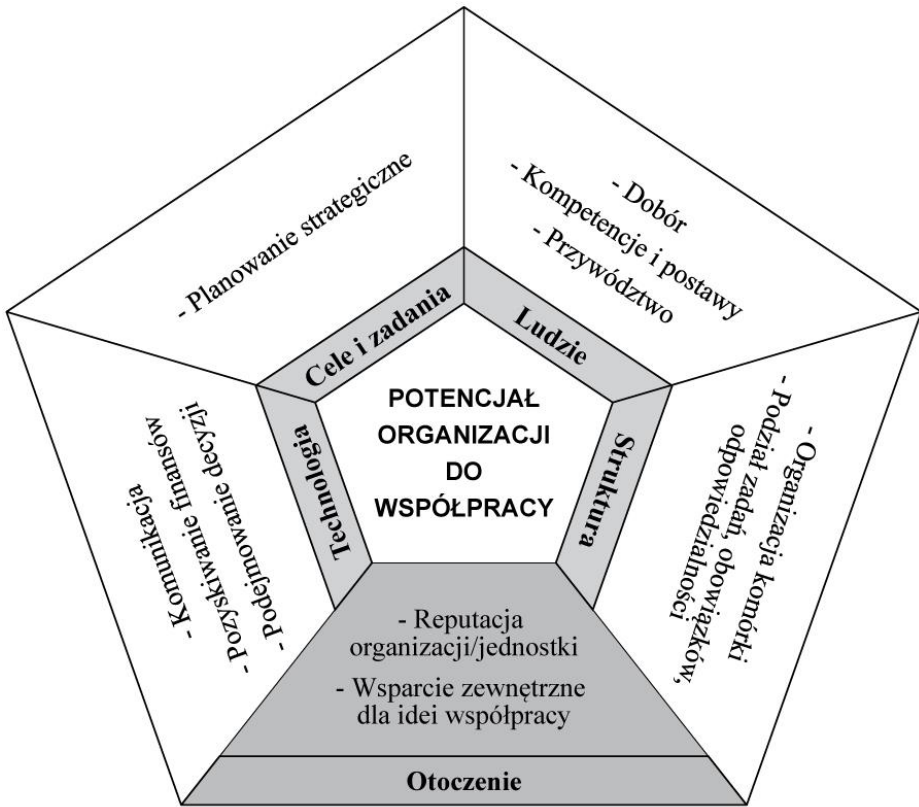 - Planowanie strategiczne
Cele i zadania
- Dobór
- Kompetencje i postawy
- Przywództwo
Ludzie
POTENCJAŁ
ORGANIZACJI
DO
WSPÓŁPRACY
- Komunikacja
- Pozyskiwanie finansów
- Podejmowanie decyzji
Technologia
Struktura
- Organizacja komórki
- Podział zadań, obowiązków,
odpowiedzialności
- Reputacja
organizacji/jednostki
- Wsparcie zewnętrzne
dla idei współpracy
Otoczenie